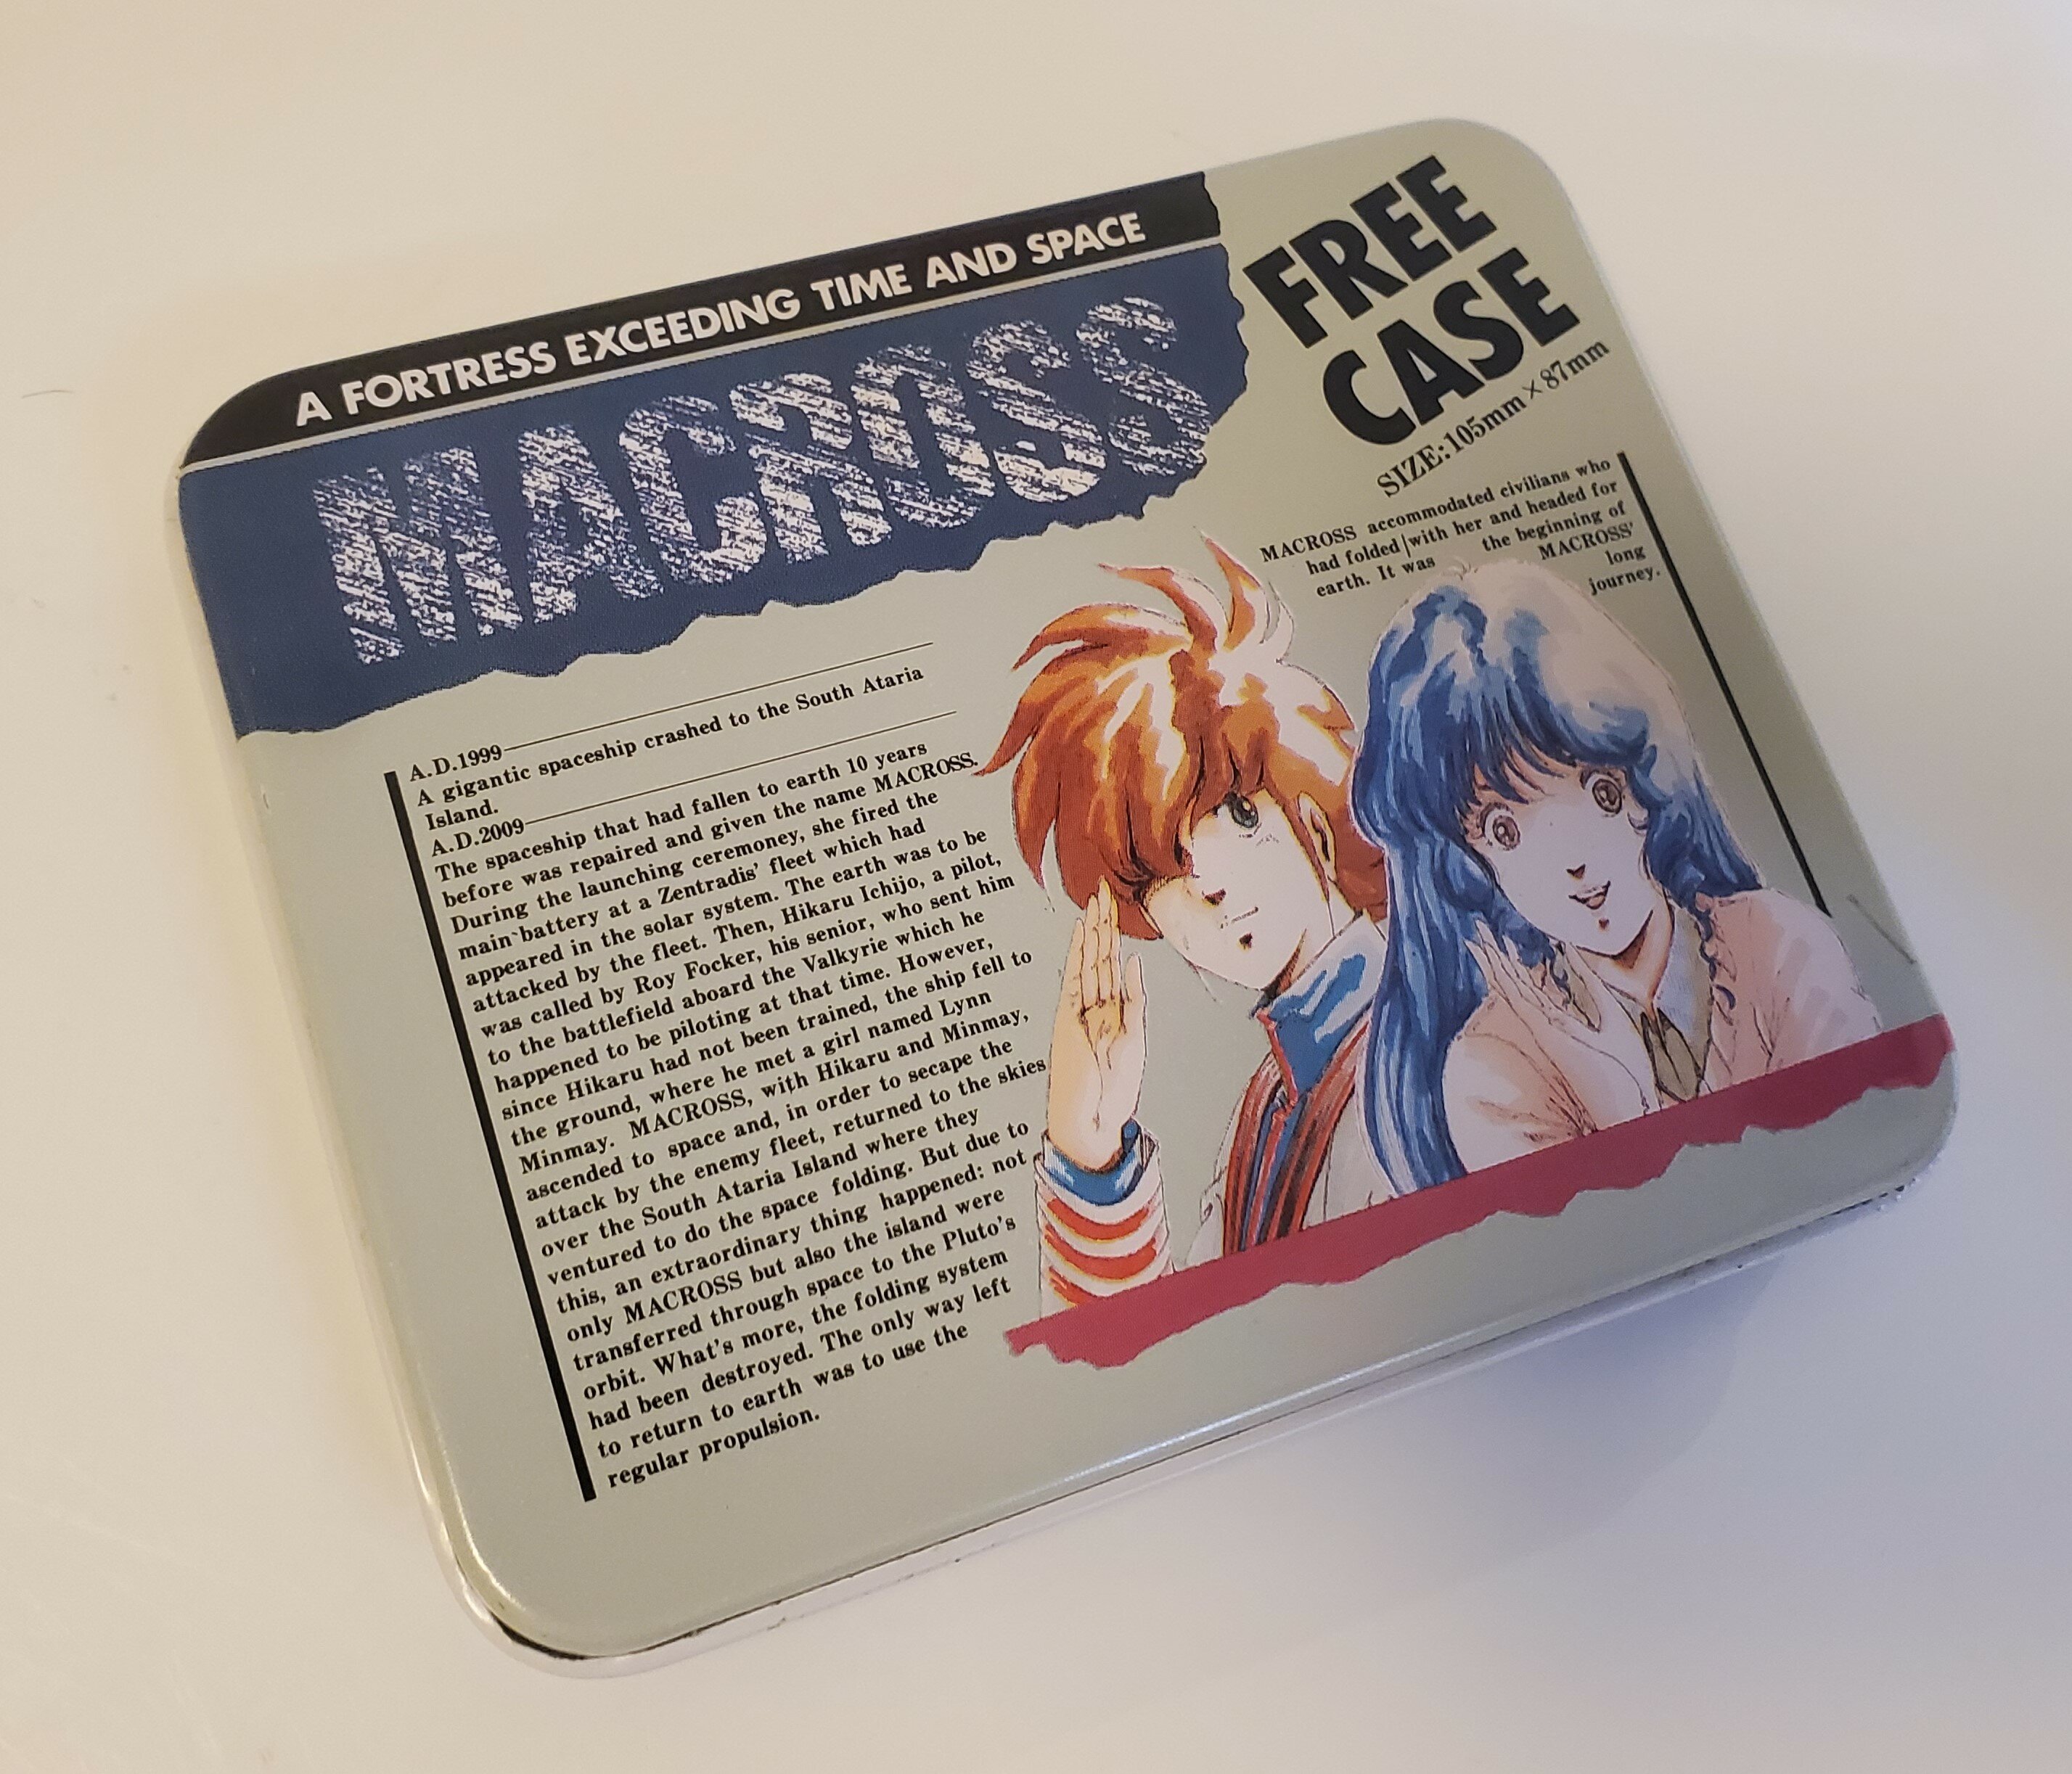 A FORTRESS EXCEEDING TIME AND SPACE
MACROSS
FREE
CASE
SIZE:105mm×87mm
A.D.1999
A gigantic spaceship crashed to the South Ataria
Island.
A.D.2009
The spaceship that had fallen to earth 10 years
before was repaired and given the name MACROSS.
During the launching ceremoney, she fired the
main`battery at a Zentradis' fleet which had
appeared in the solar system. The earth was to be
attacked by the fleet. Then, Hikaru Ichijo, a pilot,
was called by Roy Focker, his senior, who sent him
to the battlefield aboard the Valkyrie which he
happened to be piloting at that time. However,
since Hikaru had not been trained, the ship fell to
the ground, where he met a girl named Lynn
Minmay. MACROSS, with Hikaru and Minmay,
ascended to space and, in order to secape the
attack by the enemy fleet, returned to the skies
over the South Ataria Island where they
ventured to do the space folding. But due to
this, an extraordinary thing happened: not
only MACROSS but also the island were
transferred through space to the Pluto's
orbit. What's more, the folding system
had been destroyed. The only way left
to return to earth was to use the
regular propulsion.
MACROSS accommodated civilians who
had folded with her and headed for
earth. It was the beginning of
MACROSS'
long
journey.